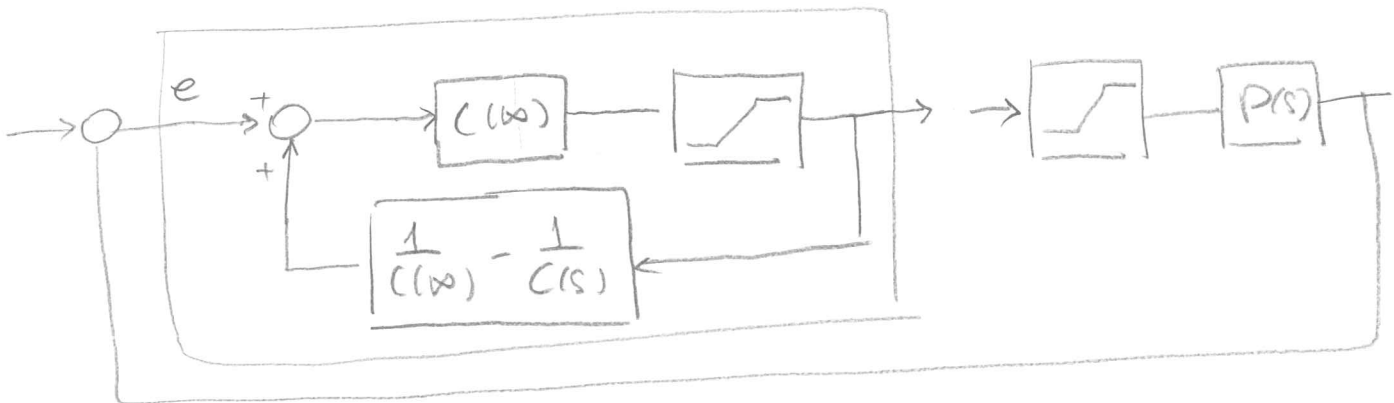 e
+
C(∞)
P(s)
+
1/C(∞) - 1/C(s)